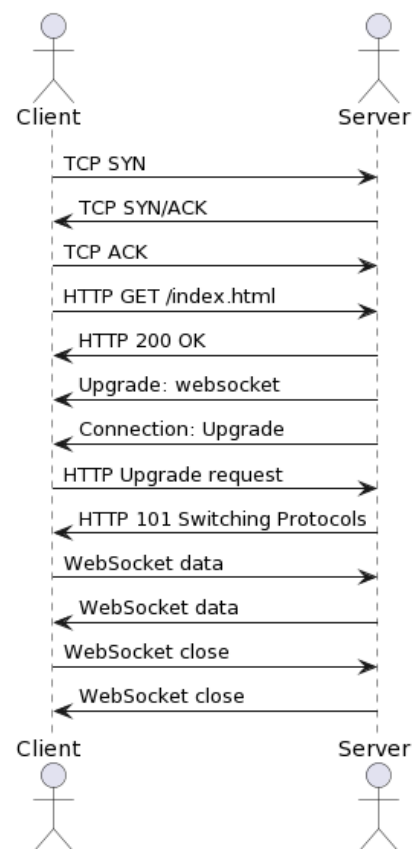 Client Server
TCP SYN
TCP SYN/ACK
TCP ACK
HTTP GET /index.html
HTTP 200 OK
Upgrade: websocket
Connection: Upgrade
HTTP Upgrade request
HTTP 101 Switching Protocols
WebSocket data
WebSocket data
WebSocket close
WebSocket close
Client Server